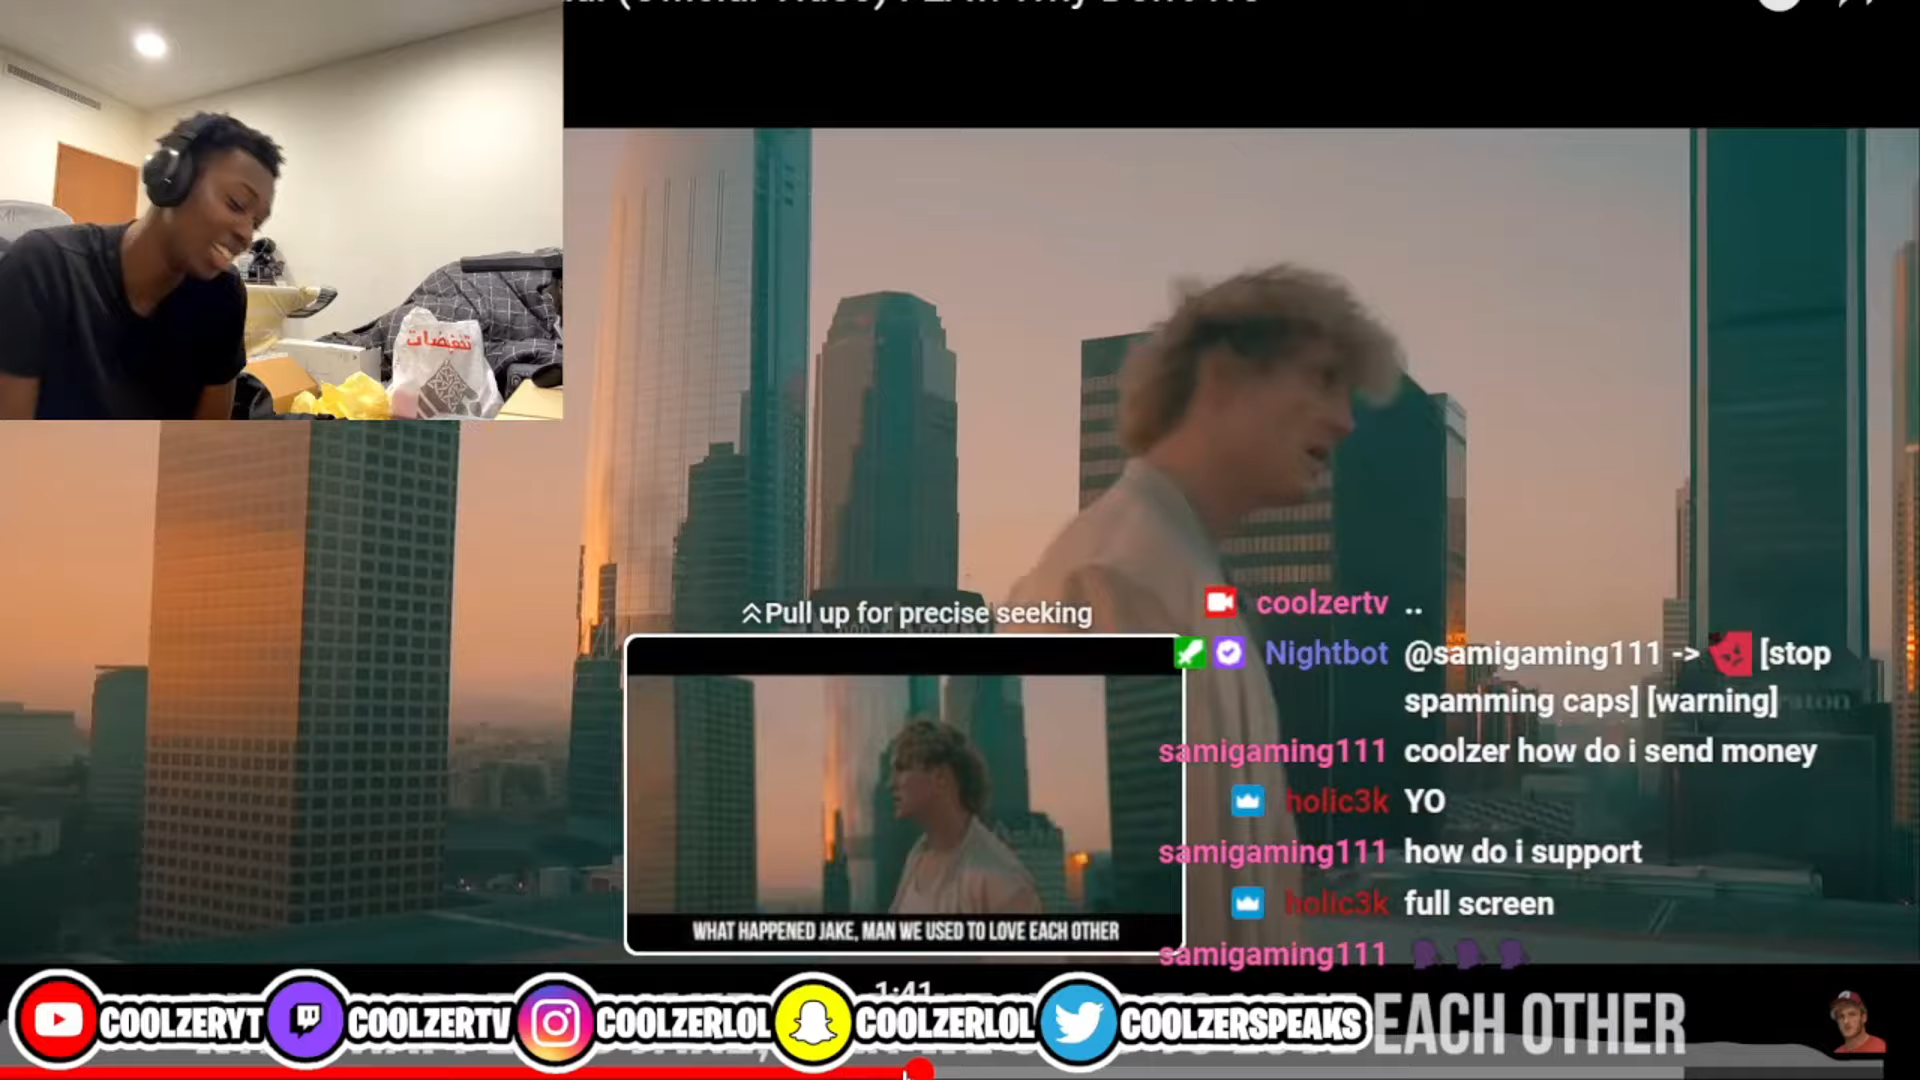 تخفيضات
Pull up for precise seeking
WHAT HAPPENED JAKE, MAN WE USED TO LOVE EACH OTHER
coolzertv ..
Nightbot @samigaming111 -> [stop
spamming caps] [warning]
samigaming111 coolzer how do i send money
holic3k YO
samigaming111 how do i support
holic3k full screen
samigaming111
1:41
COOLZERYT COOLZERTV COOLZERLOL COOLZERLOL COOLZERSPEAKS
EACH OTHER